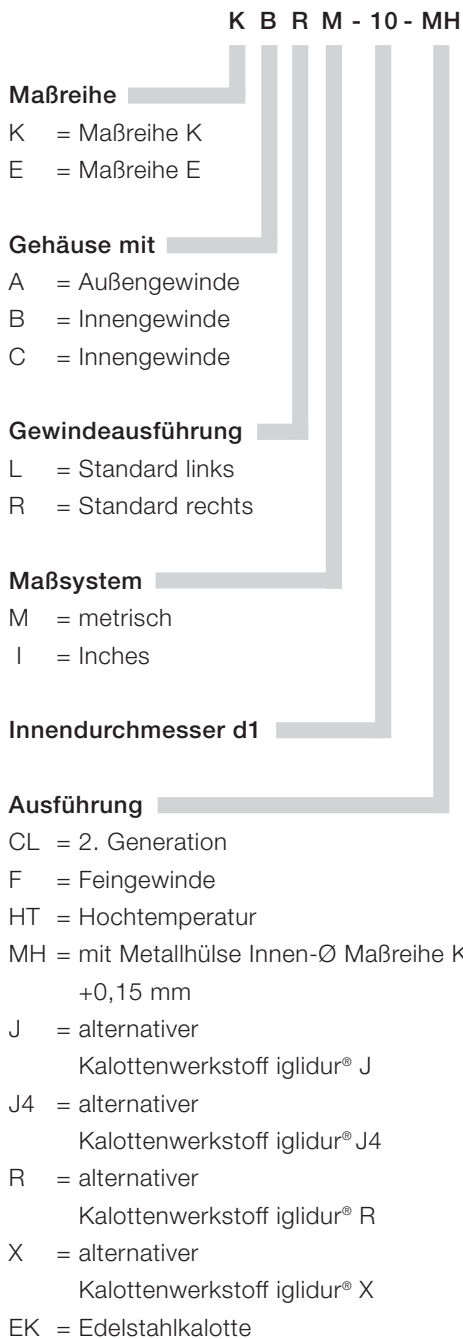 K B R M - 10 - MH
Maßreihe
K = Maßreihe K
E = Maßreihe E
Gehäuse mit
A = Außengewinde
B = Innengewinde
C = Innengewinde
Gewindeausführung
L = Standard links
R = Standard rechts
Maßsystem
M = metrisch
I = Inches
Innendurchmesser d1
Ausführung
CL = 2. Generation
F = Feingewinde
HT = Hochtemperatur
MH = mit Metallhülse Innen-Ø Maßreihe K
+0,15 mm
J = alternativer
Kalottenwerkstoff iglidur® J
J4 = alternativer
Kalottenwerkstoff iglidur® J4
R = alternativer
Kalottenwerkstoff iglidur® R
X = alternativer
Kalottenwerkstoff iglidur® X
EK = Edelstahlkalotte